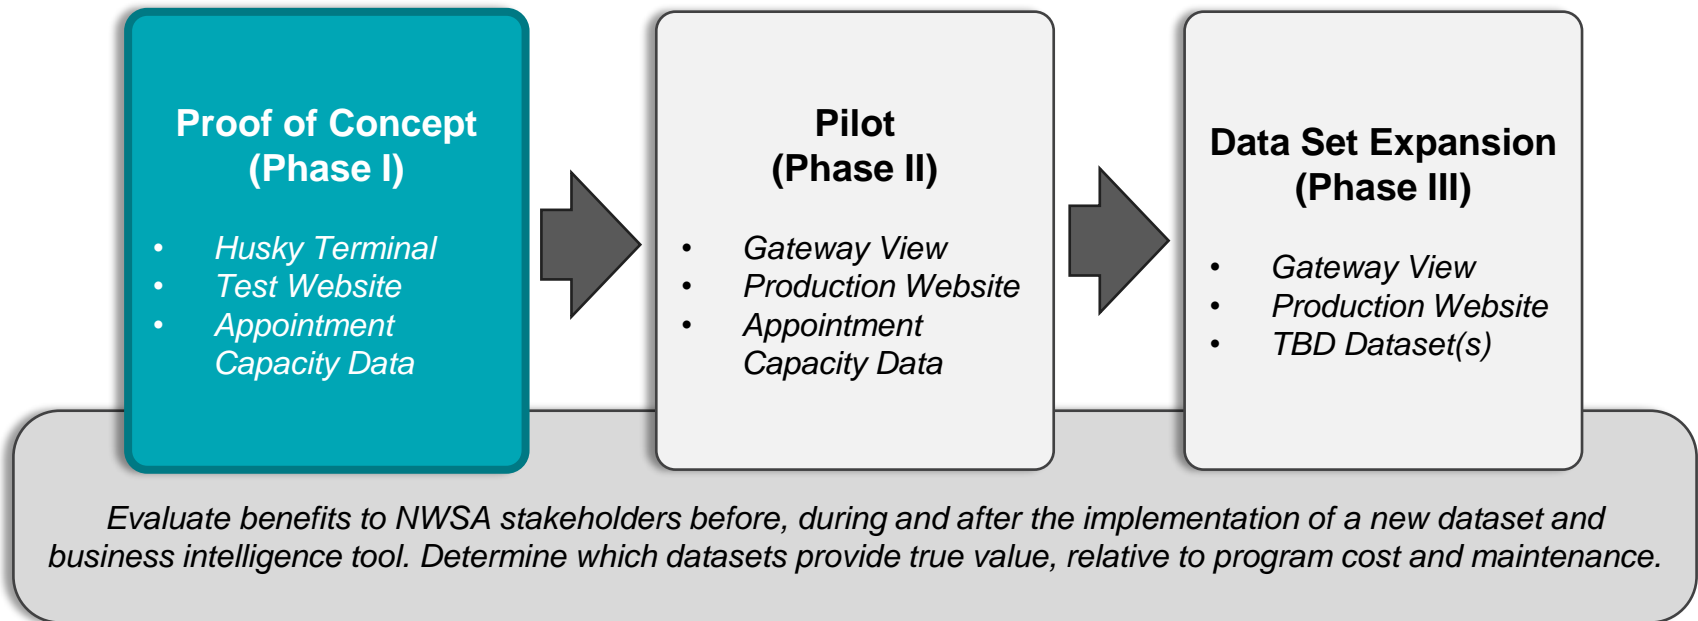 Proof of Concept
(Phase I)
• Husky Terminal
• Test Website
• Appointment
Capacity Data
Pilot
(Phase II)
• Gateway View
• Production Website
• Appointment
Capacity Data
Data Set Expansion
(Phase III)
• Gateway View
• Production Website
• TBD Dataset(s)
Evaluate benefits to NWSA stakeholders before, during and after the implementation of a new dataset and
business intelligence tool. Determine which datasets provide true value, relative to program cost and maintenance.